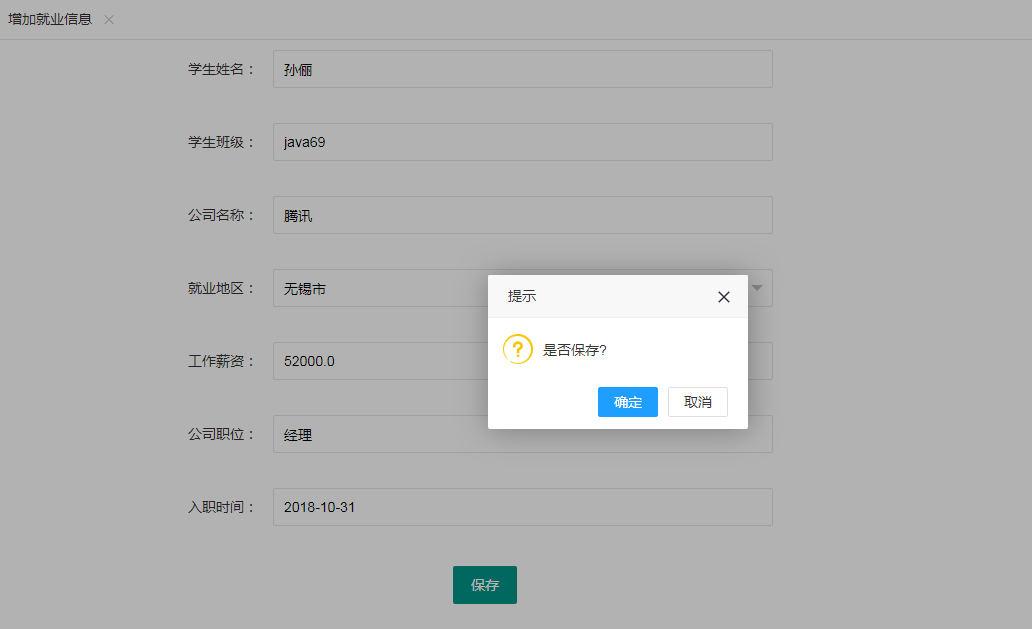 增加就业信息
学生姓名： 孙俪
学生班级： java69
公司名称： 腾讯
就业地区： 无锡市
提示
工作薪资： 52000.0
? 是否保存?
确定 取消
公司职位： 经理
入职时间： 2018-10-31
保存